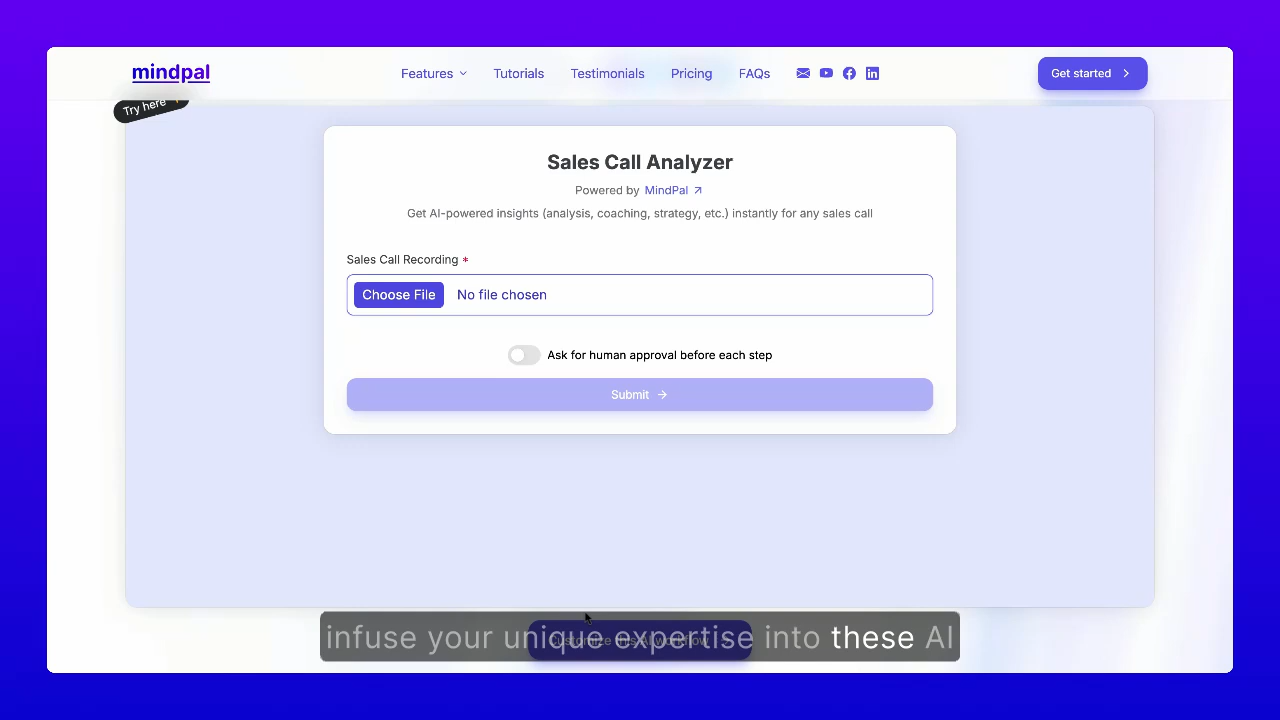 mindpal
Features
Tutorials
Testimonials
Pricing
FAQs
Get started
Try here
Sales Call Analyzer
Powered by MindPal
Get AI-powered insights (analysis, coaching, strategy, etc.) instantly for any sales call
Sales Call Recording *
Choose File No file chosen
Ask for human approval before each step
Submit
infuse your unique expertise into these AI